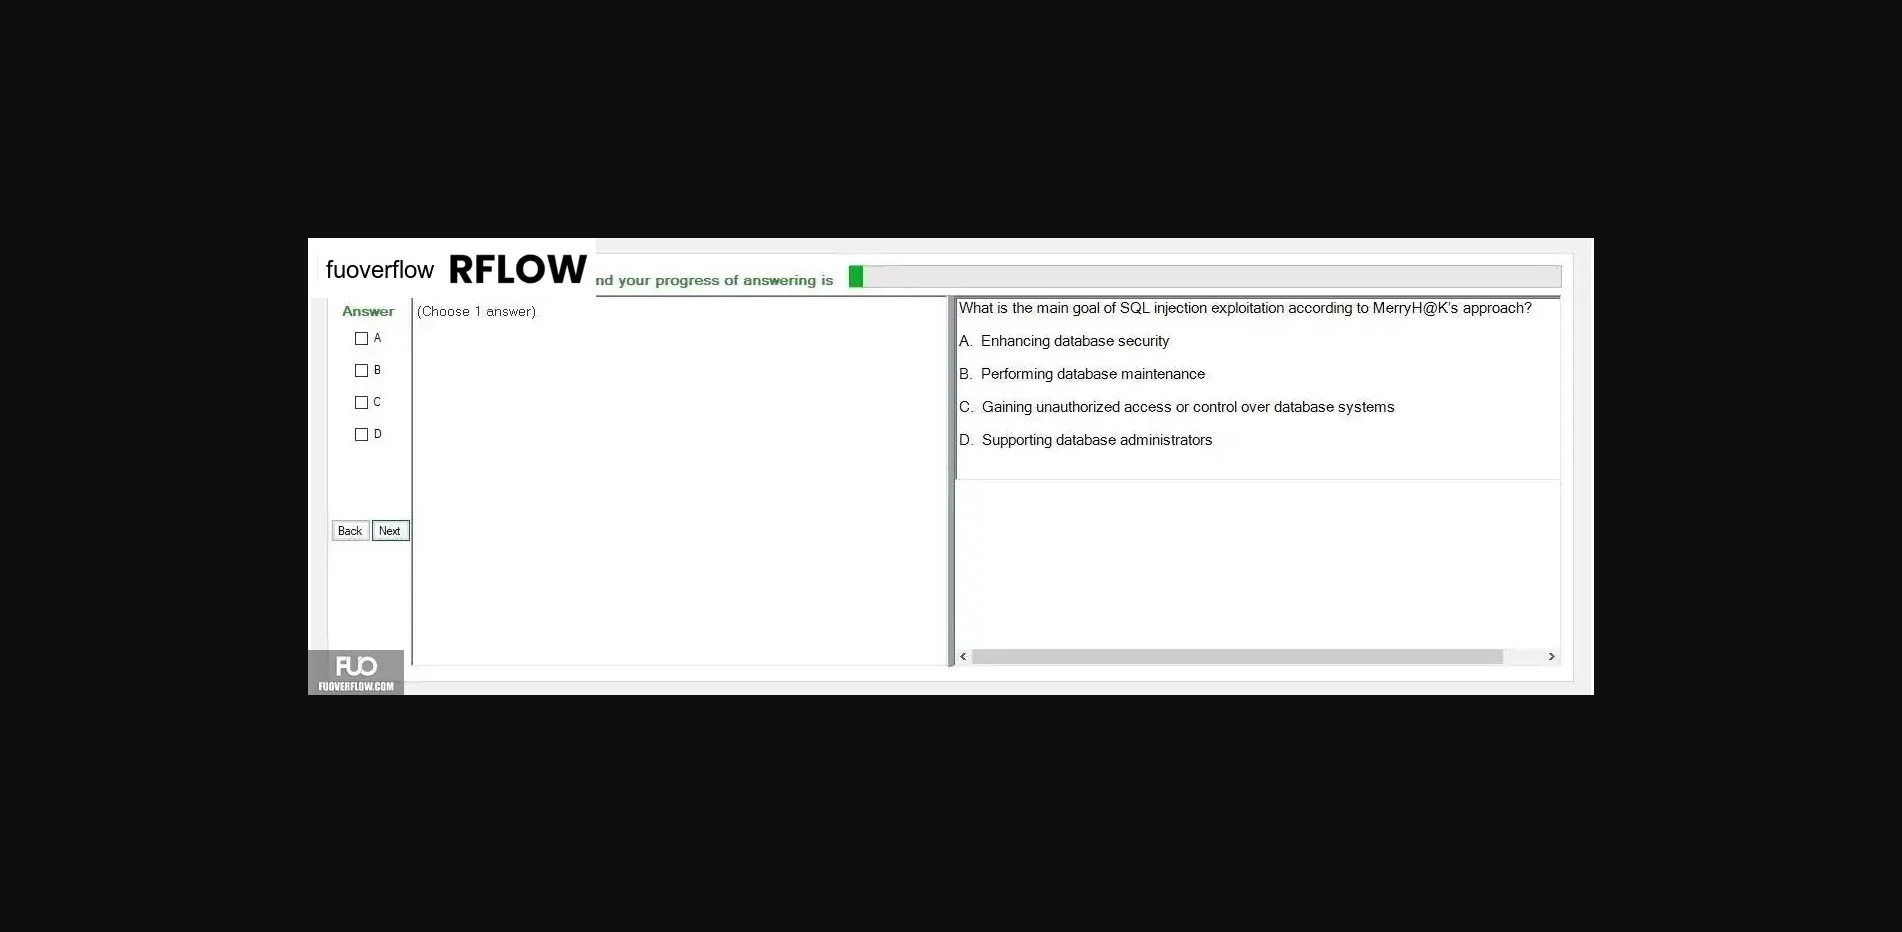 fuoverflow RFLOW
nd your progress of answering is
Answer
(Choose 1 answer)
A
B
C
D
Back Next
What is the main goal of SQL injection exploitation according to MerryH@K's approach?
A. Enhancing database security
B. Performing database maintenance
C. Gaining unauthorized access or control over database systems
D. Supporting database administrators
FUO
FUOVERFLOW.COM